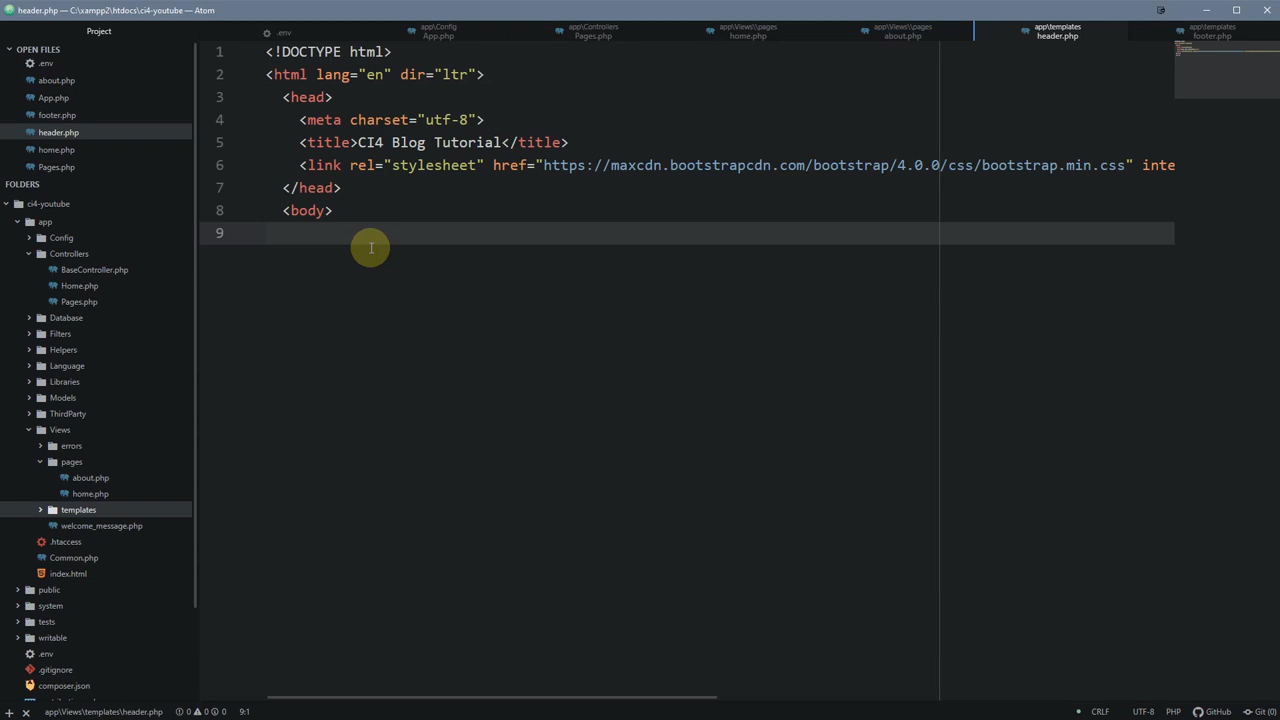 header.php — C:\xampp2\htdocs\ci4-youtube — Atom
Project
OPEN FILES
.env
about.php
App.php
footer.php
header.php
home.php
Pages.php
FOLDERS
ci4-youtube
app
Config
Controllers
BaseController.php
Home.php
Pages.php
Database
Filters
Helpers
Language
Libraries
Models
ThirdParty
Views
errors
pages
about.php
home.php
templates
welcome_message.php
.htaccess
Common.php
index.html
public
system
tests
writable
.env
.gitignore
composer.json
.env
app\Config
App.php
app\Controllers
Pages.php
app\Views\\pages
home.php
app\Views\\pages
about.php
app\templates
header.php
app\templates
footer.php
1 <!DOCTYPE html>
2 <html lang="en" dir="ltr">
3 <head>
4 <meta charset="utf-8">
5 <title>CI4 Blog Tutorial</title>
6 <link rel="stylesheet" href="https://maxcdn.bootstrapcdn.com/bootstrap/4.0.0/css/bootstrap.min.css" inte
7 </head>
8 <body>
9
app\Views\templates\header.php 0 0 0 9:1
CRLF UTF-8 PHP GitHub Git (0)